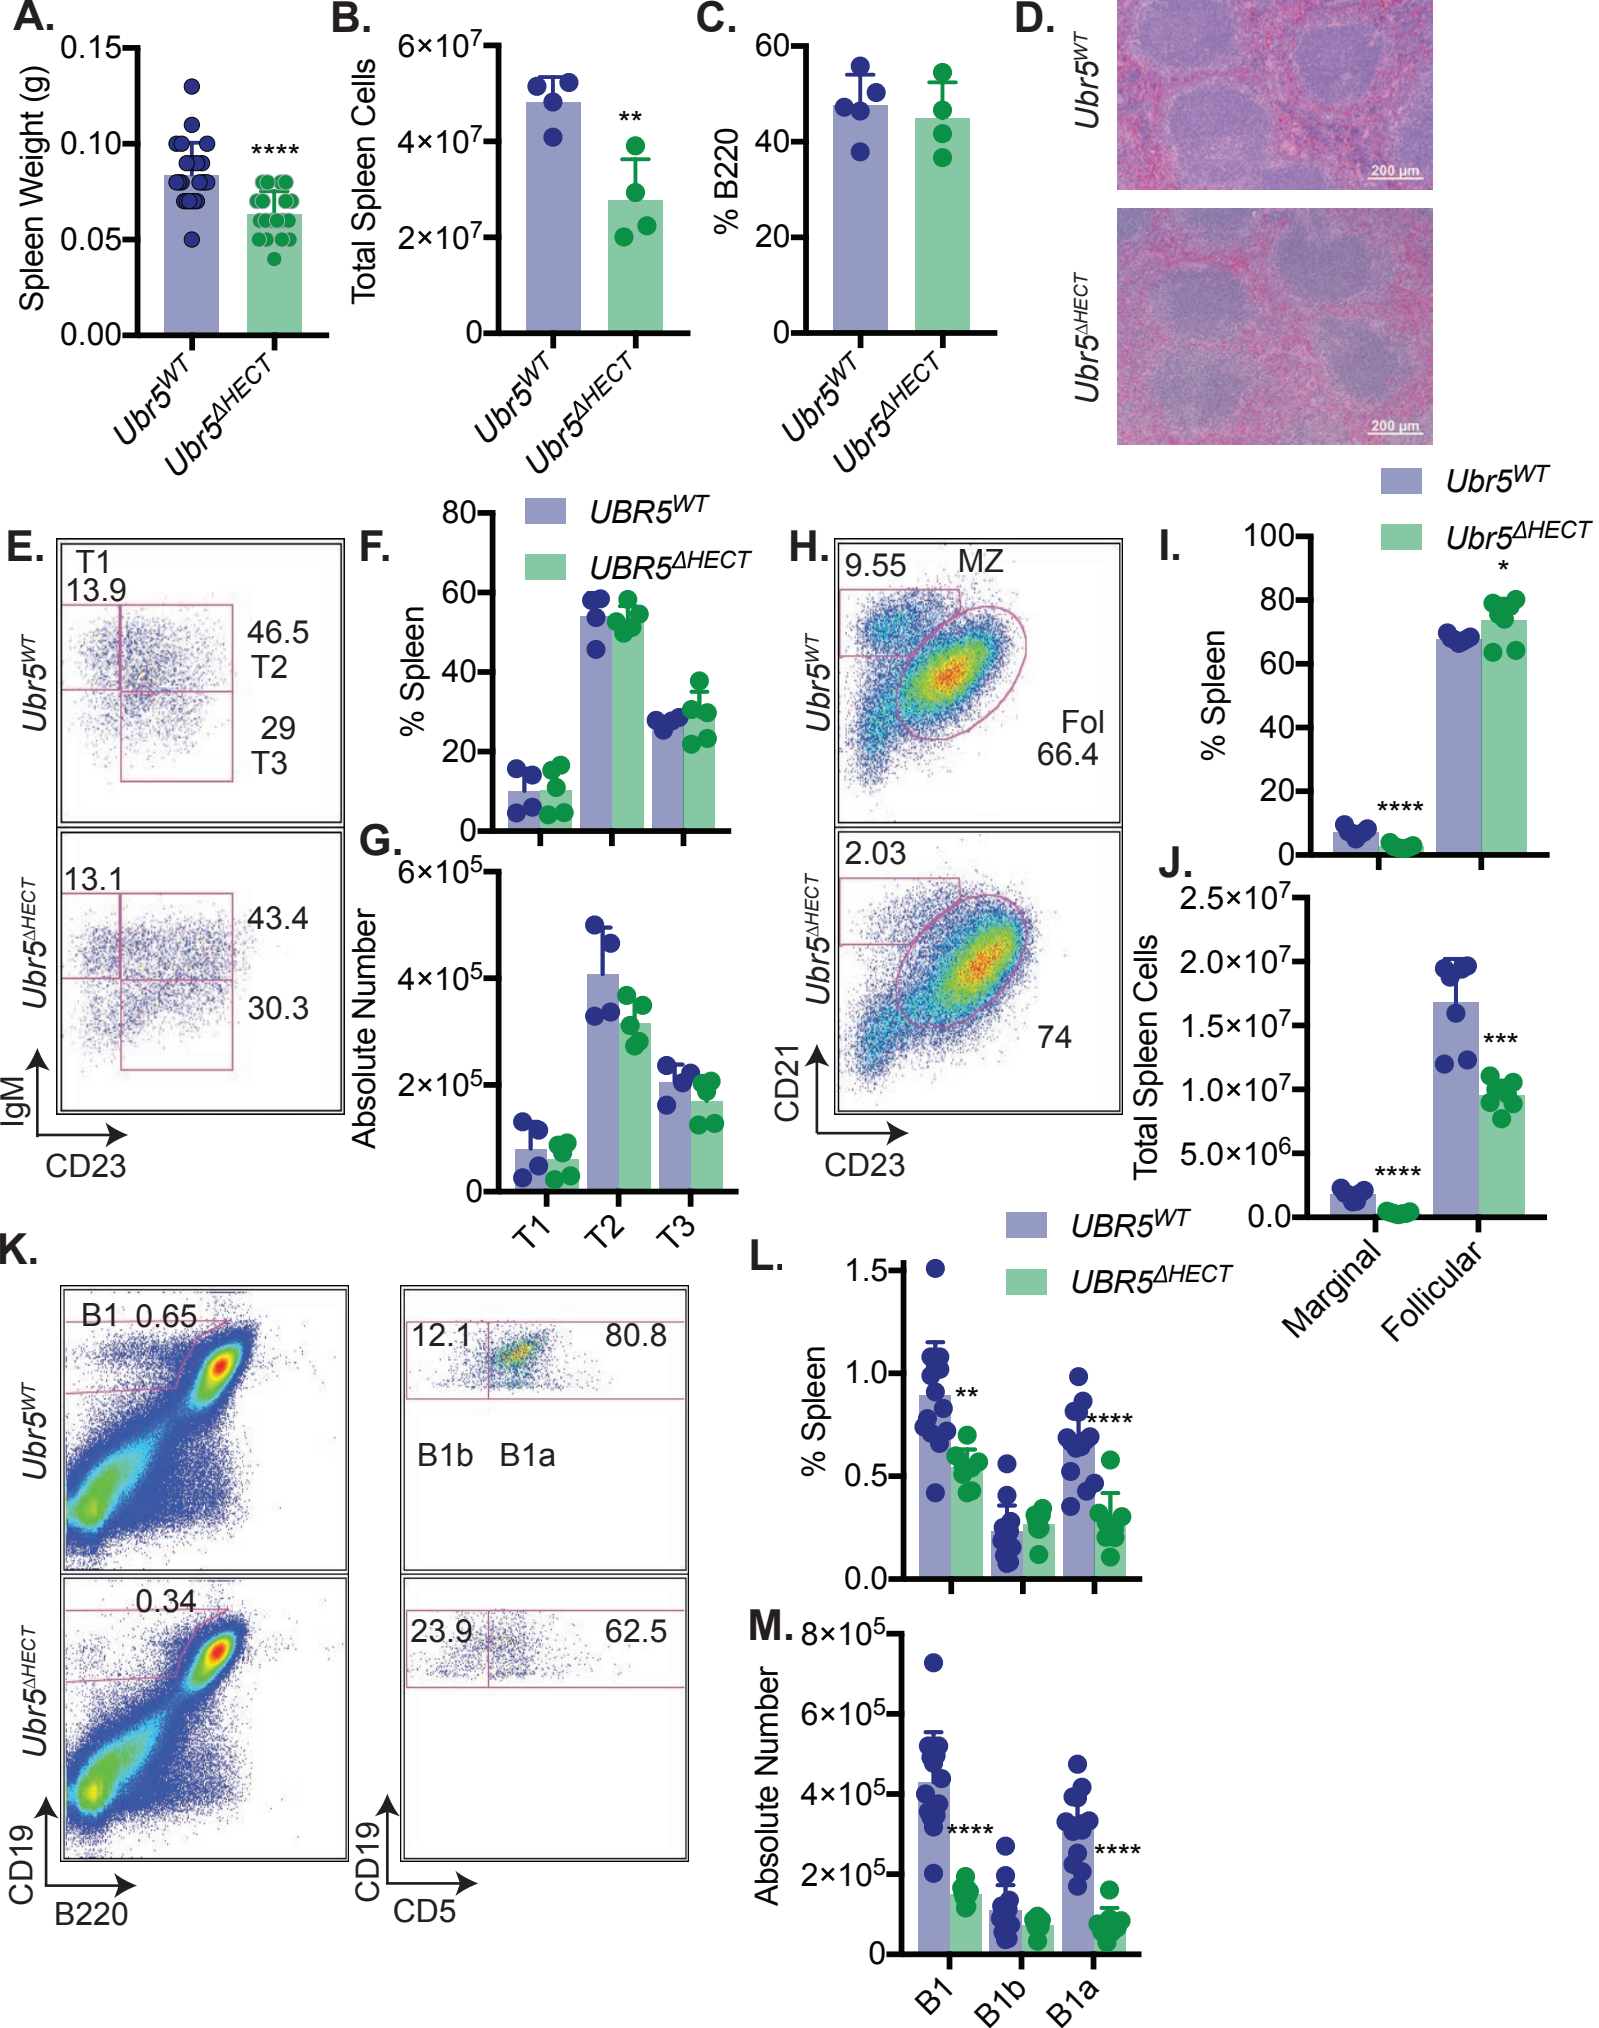 A.
Spleen Weight (g)
0.15
0.10
0.05
0.00
****
Ubr5WT
Ubr5ΔHECT
B.
Total Spleen Cells
6×10⁷
4×10⁷
2×10⁷
0
**
Ubr5WT
Ubr5ΔHECT
C.
% B220
60
40
20
0
Ubr5WT
Ubr5ΔHECT
D.
Ubr5WT
200 µm
Ubr5ΔHECT
200 µm
E.
Ubr5WT
T1
13.9
46.5
T2
29
T3
Ubr5ΔHECT
13.1
43.4
30.3
IgM
CD23
F.
% Spleen
80
60
40
20
0
UBR5WT
UBR5ΔHECT
G.
Absolute Number
6×10⁵
4×10⁵
2×10⁵
0
T1
T2
T3
H.
Ubr5WT
9.55
MZ
Fol
66.4
Ubr5ΔHECT
2.03
74
CD21
CD23
I.
Ubr5WT
Ubr5ΔHECT
% Spleen
100
80
60
40
20
0
****
*
J.
Total Spleen Cells
2.5×10⁷
2.0×10⁷
1.5×10⁷
1.0×10⁷
5.0×10⁶
0.0
****
***
Marginal
Follicular
K.
Ubr5WT
B1 0.65
12.1
80.8
B1b
B1a
Ubr5ΔHECT
0.34
23.9
62.5
CD19
B220
CD19
CD5
L.
UBR5WT
UBR5ΔHECT
% Spleen
1.5
1.0
0.5
0.0
**
****
M.
Absolute Number
8×10⁵
6×10⁵
4×10⁵
2×10⁵
0
****
****
B1
B1b
B1a